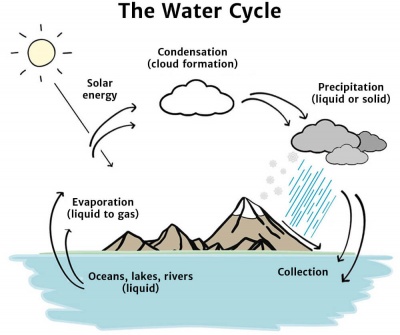 The Water Cycle
Condensation
(cloud formation)
Solar
energy
Precipitation
(liquid or solid)
Evaporation
(liquid to gas)
Oceans, lakes, rivers
(liquid)
Collection